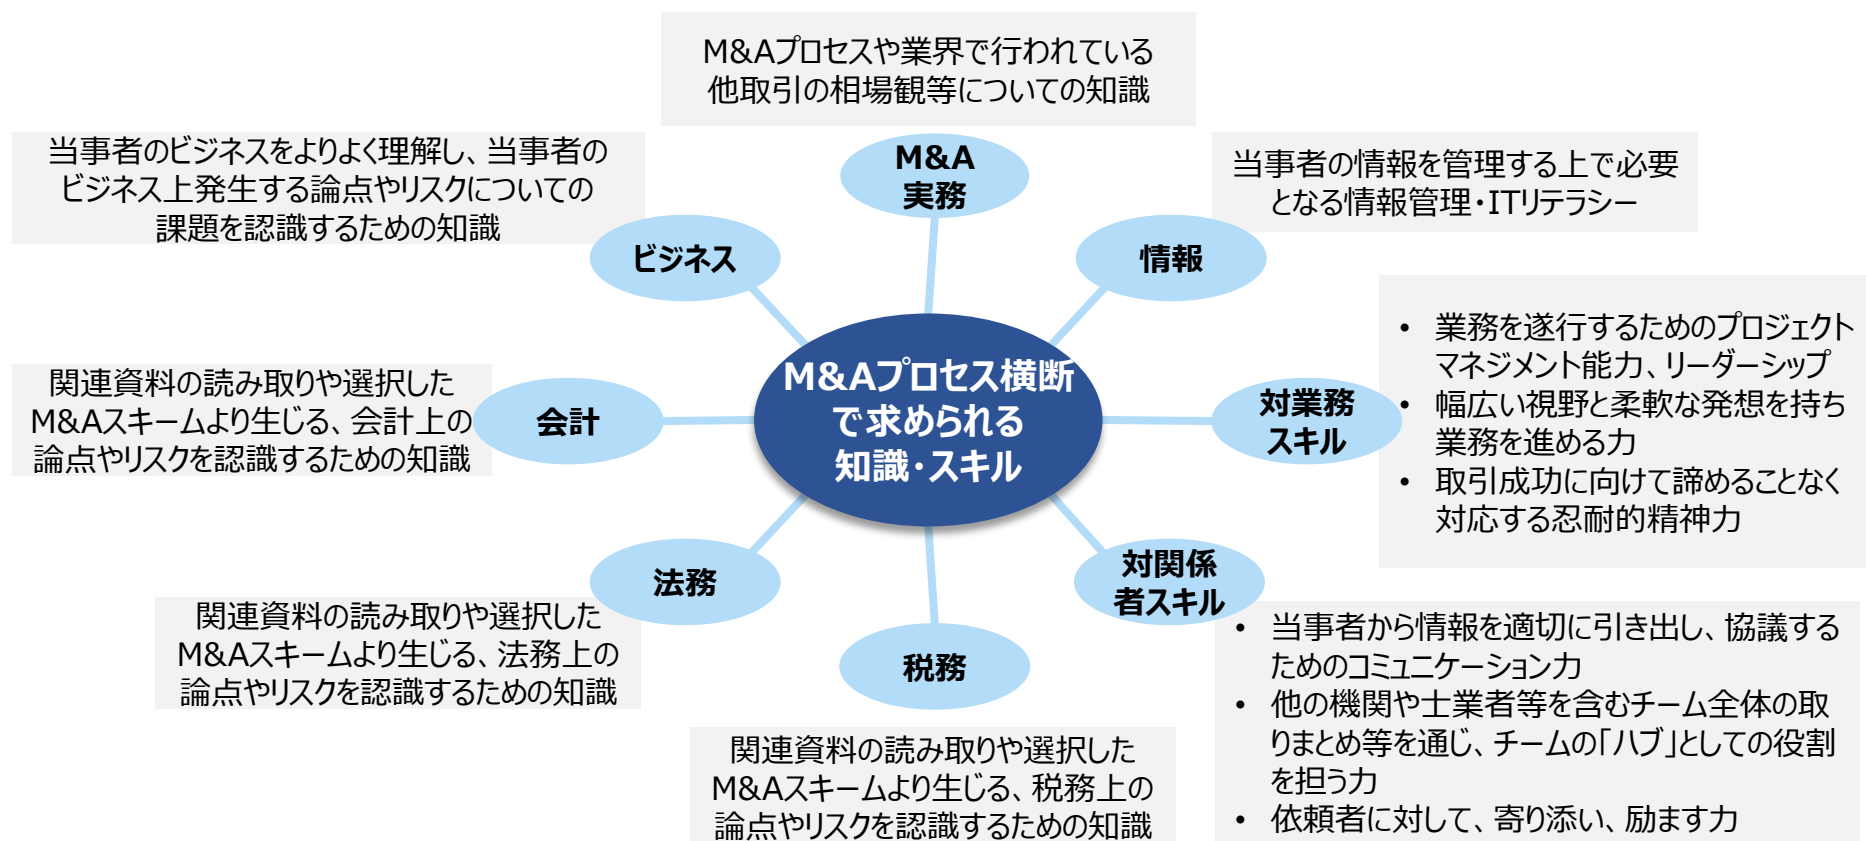 M&Aプロセスや業界で行われている
他取引の相場観等についての知識
M&A
実務
当事者のビジネスをよりよく理解し、当事者の
ビジネス上発生する論点やリスクについての
課題を認識するための知識
ビジネス
当事者の情報を管理する上で必要
となる情報管理・ITリテラシー
情報
M&Aプロセス横断
で求められる
知識・スキル
関連資料の読み取りや選択した
M&Aスキームより生じる、会計上の
論点やリスクを認識するための知識
会計
対業務
スキル
• 業務を遂行するためのプロジェクト
マネジメント能力、リーダーシップ
• 幅広い視野と柔軟な発想を持ち
業務を進める力
• 取引成功に向けて諦めることなく
対応する忍耐的精神力
法務
関連資料の読み取りや選択した
M&Aスキームより生じる、法務上の
論点やリスクを認識するための知識
税務
関連資料の読み取りや選択した
M&Aスキームより生じる、税務上の
論点やリスクを認識するための知識
対関係
者スキル
• 当事者から情報を適切に引き出し、協議する
ためのコミュニケーション力
• 他の機関や士業者等を含むチーム全体の取
りまとめ等を通じ、チームの「ハブ」としての役割
を担う力
• 依頼者に対して、寄り添い、励ます力